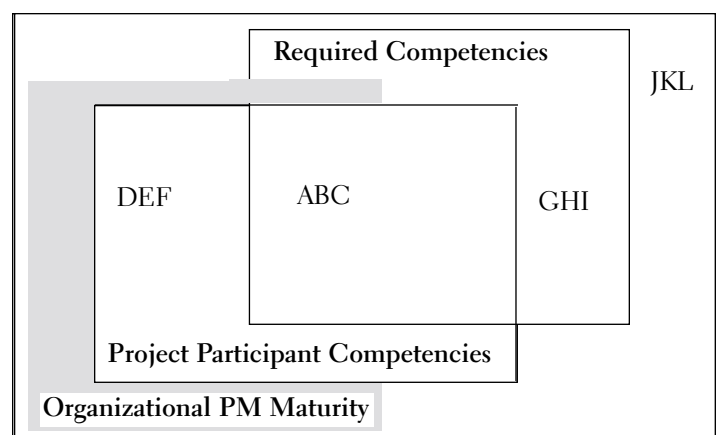 Required Competencies
JKL
DEF
ABC
GHI
Project Participant Competencies
Organizational PM Maturity